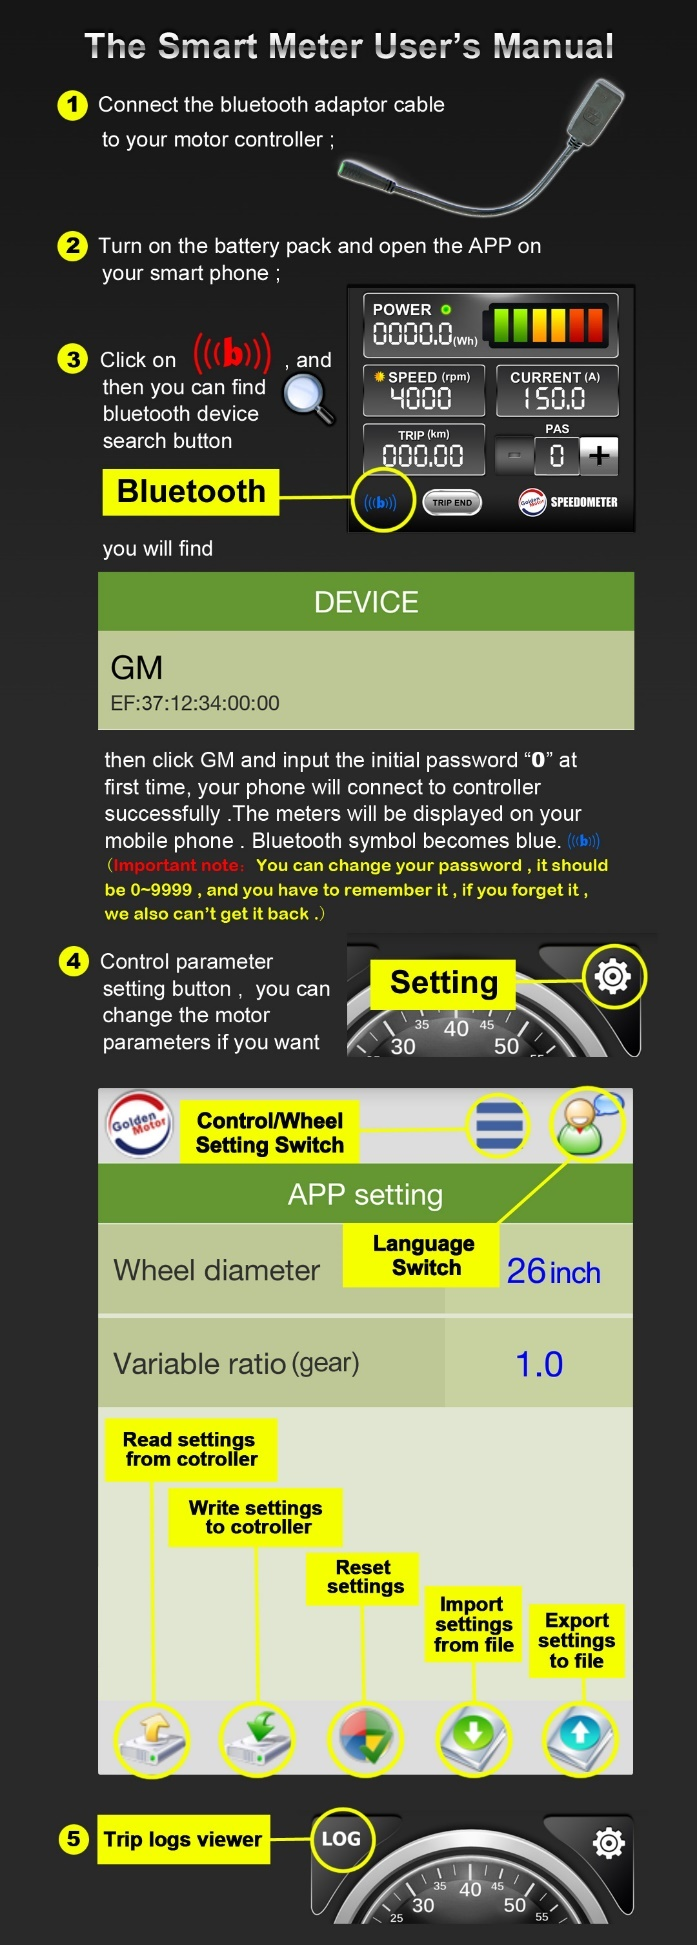 The Smart Meter User's Manual
1 Connect the bluetooth adaptor cable
to your motor controller ;
2 Turn on the battery pack and open the APP on
your smart phone ;
3 Click on (((b))) , and
then you can find
bluetooth device
search button
POWER
0000.0(Wh)
SPEED (rpm)
4000
CURRENT (A)
150.0
TRIP (km)
000.00
PAS
- 0 +
Bluetooth
(((b)))
TRIP END
Golden Motor
SPEEDOMETER
you will find
DEVICE
GM
EF:37:12:34:00:00
then click GM and input the initial password “0” at
first time, your phone will connect to controller
successfully .The meters will be displayed on your
mobile phone . Bluetooth symbol becomes blue. (((b)))
(Important note: You can change your password , it should
be 0~9999 , and you have to remember it , if you forget it ,
we also can't get it back .)
4 Control parameter
setting button , you can
change the motor
parameters if you want
Setting
30 35 40 45 50 55
Golden Motor
Control/Wheel
Setting Switch
APP setting
Language
Switch
Wheel diameter
26inch
Variable ratio (gear)
1.0
Read settings
from cotroller
Write settings
to cotroller
Reset
settings
Import
settings
from file
Export
settings
to file
5 Trip logs viewer
LOG
25 30 35 40 45 50 55